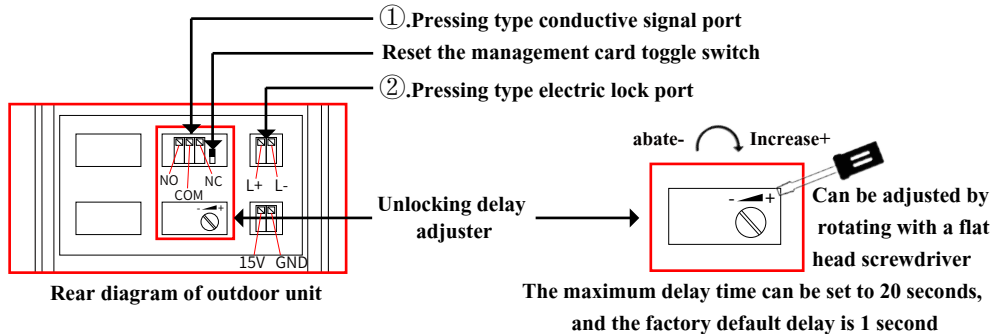 ①.Pressing type conductive signal port
Reset the management card toggle switch
②.Pressing type electric lock port
NO
COM
NC
L+ L-
- +
15V GND
Rear diagram of outdoor unit
Unlocking delay
adjuster
abate- Increase+
- +
Can be adjusted by
rotating with a flat
head screwdriver
The maximum delay time can be set to 20 seconds,
and the factory default delay is 1 second